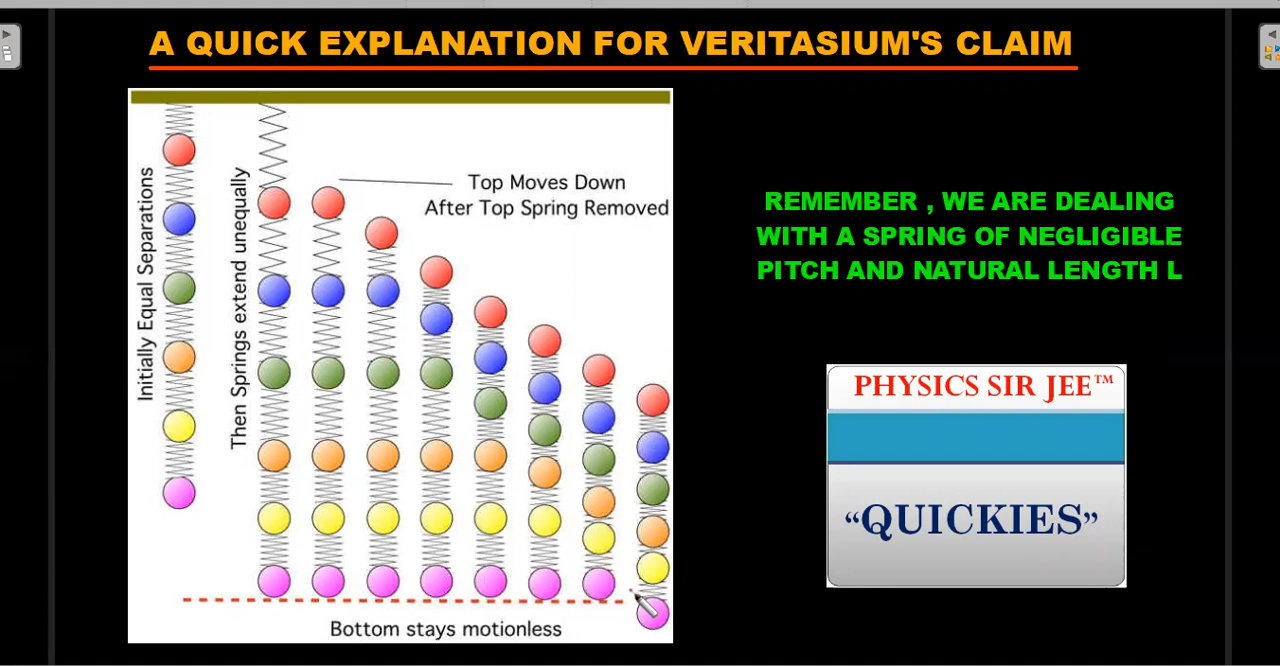 A QUICK EXPLANATION FOR VERITASIUM'S CLAIM
Initially Equal Separations
Then Springs extend unequally
Top Moves Down
After Top Spring Removed
Bottom stays motionless
REMEMBER , WE ARE DEALING
WITH A SPRING OF NEGLIGIBLE
PITCH AND NATURAL LENGTH L
PHYSICS SIR JEE™
“QUICKIES”